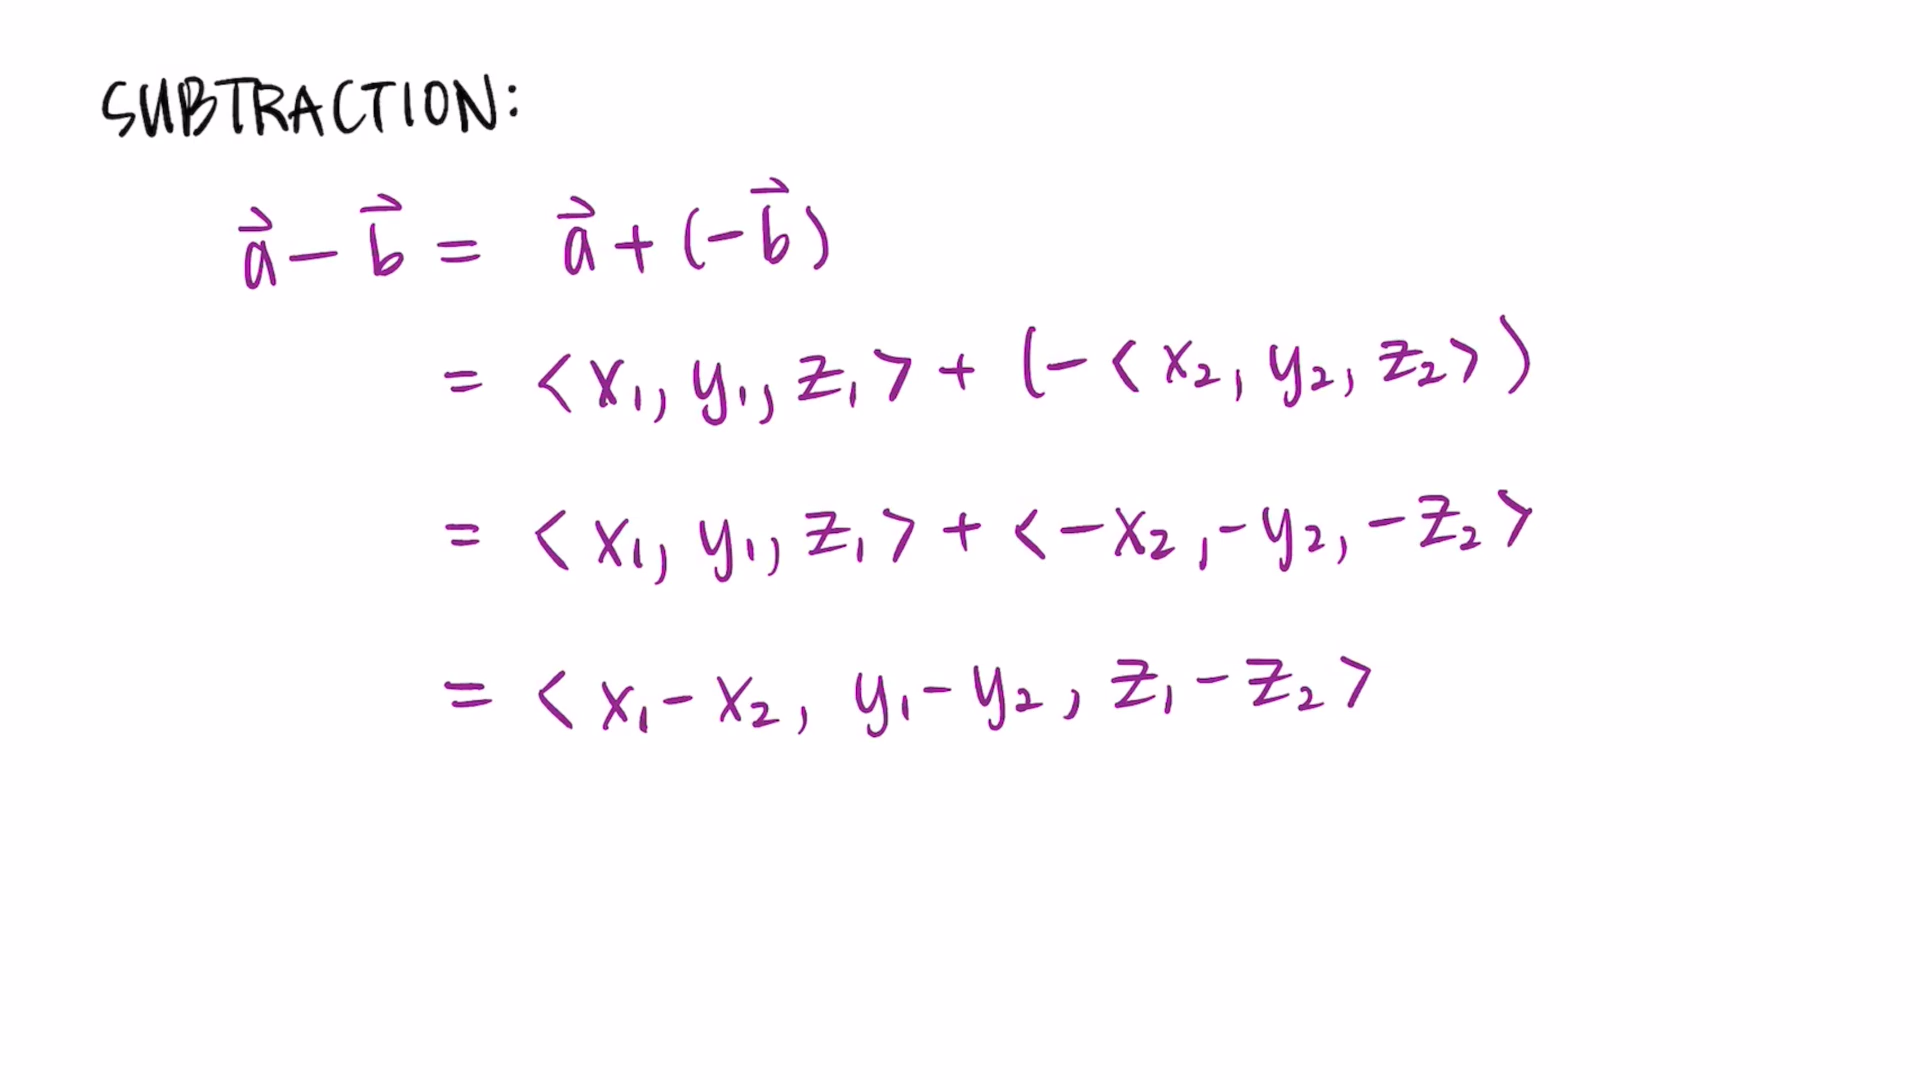 SUBTRACTION:
a⃗ − b⃗ = a⃗ + (−b⃗)
= <x₁, y₁, z₁> + (−<x₂, y₂, z₂>)
= <x₁, y₁, z₁> + <−x₂, −y₂, −z₂>
= <x₁−x₂, y₁−y₂, z₁−z₂>